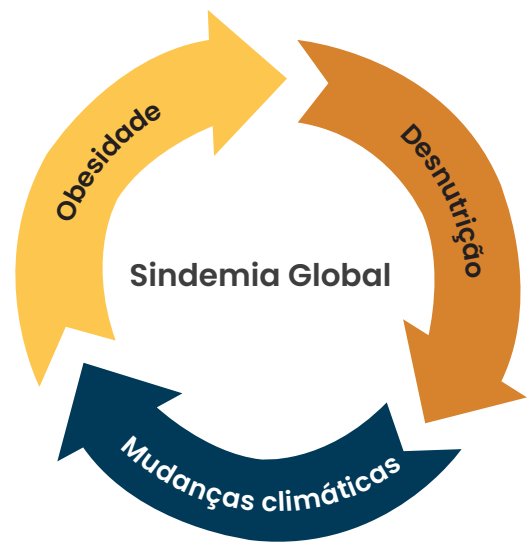 Obesidade
Desnutrição
Sindemia Global
Mudanças climáticas